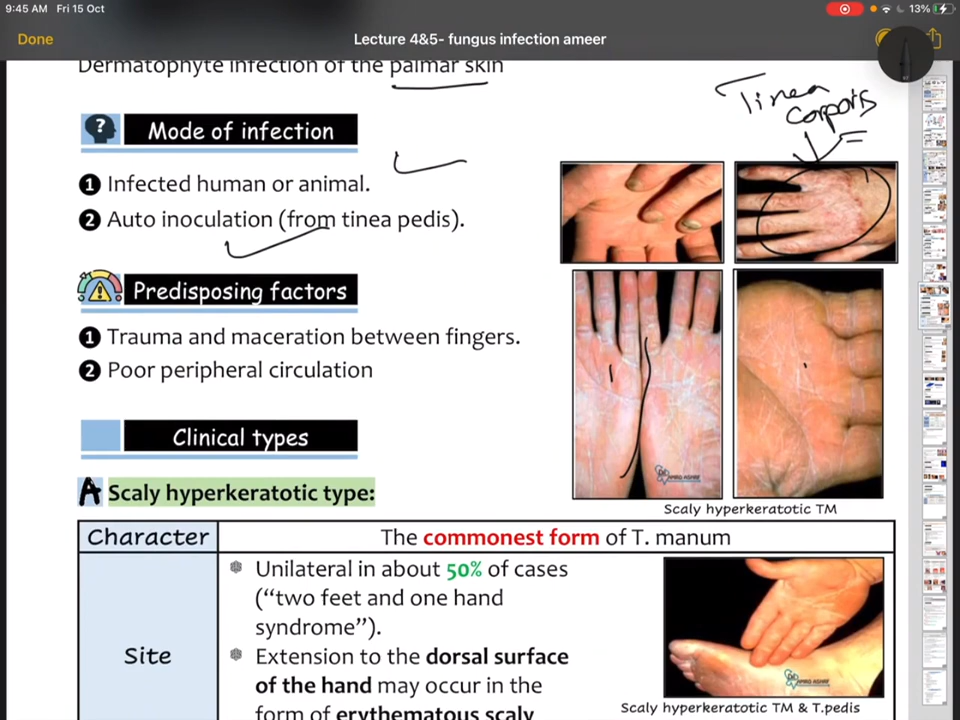 9:45 AM Fri 15 Oct
13%
Done
Lecture 4&5- fungus infection ameer
Dermatophyte infection of the palmar skin
Tinea
corporis
?
Mode of infection
❶ Infected human or animal.
❷ Auto inoculation (from tinea pedis).
Predisposing factors
❶ Trauma and maceration between fingers.
❷ Poor peripheral circulation
Clinical types
A Scaly hyperkeratotic type:
Scaly hyperkeratotic TM
Character
The commonest form of T. manum
Site
Unilateral in about 50% of cases
("two feet and one hand
syndrome").
Extension to the dorsal surface
of the hand may occur in the
form of erythematous scaly
Scaly hyperkeratotic TM & T.pedis